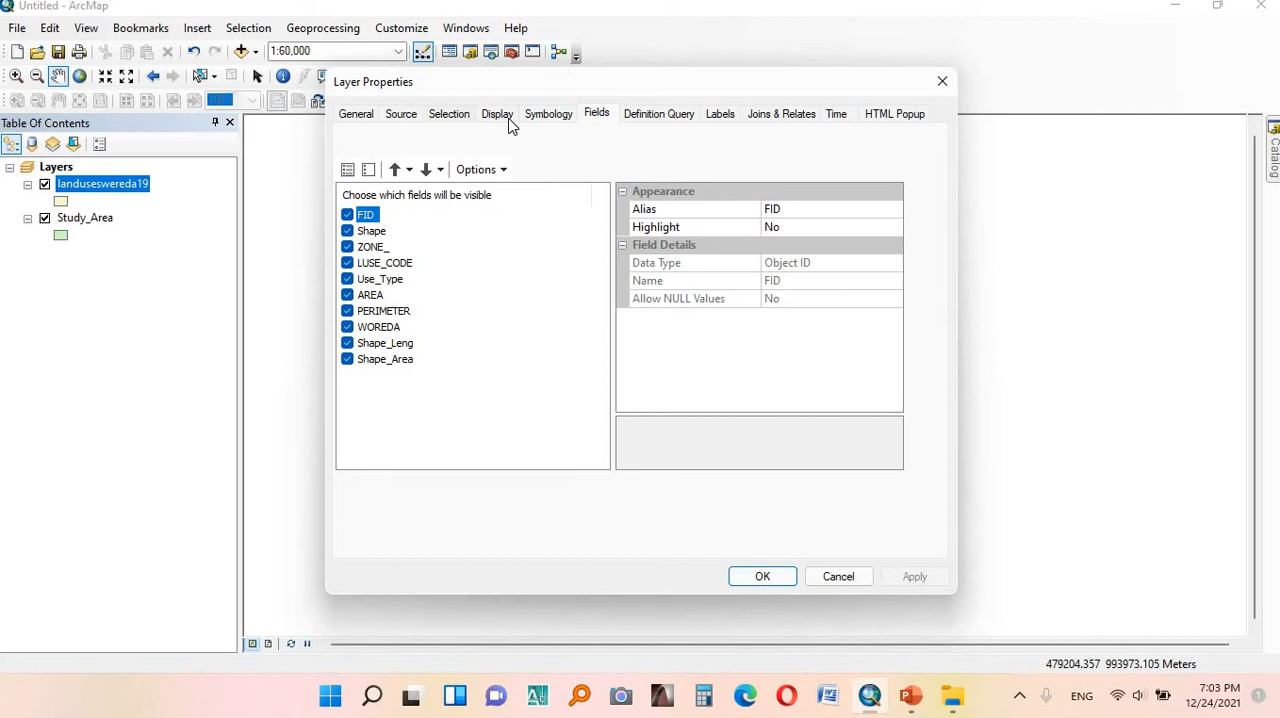 Untitled - ArcMap
File Edit View Bookmarks Insert Selection Geoprocessing Customize Windows Help
1:60,000
Layer Properties
General Source Selection Display Symbology Fields Definition Query Labels Joins & Relates Time HTML Popup
Table Of Contents
Layers
landuseswereda19
Study_Area
Options
Choose which fields will be visible
FID
Shape
ZONE_
LUSE_CODE
Use_Type
AREA
PERIMETER
WOREDA
Shape_Leng
Shape_Area
Appearance
Alias FID
Highlight No
Field Details
Data Type Object ID
Name FID
Allow NULL Values No
OK Cancel Apply
Catalog
479204.357 993973.105 Meters
ENG
7:03 PM
12/24/2021